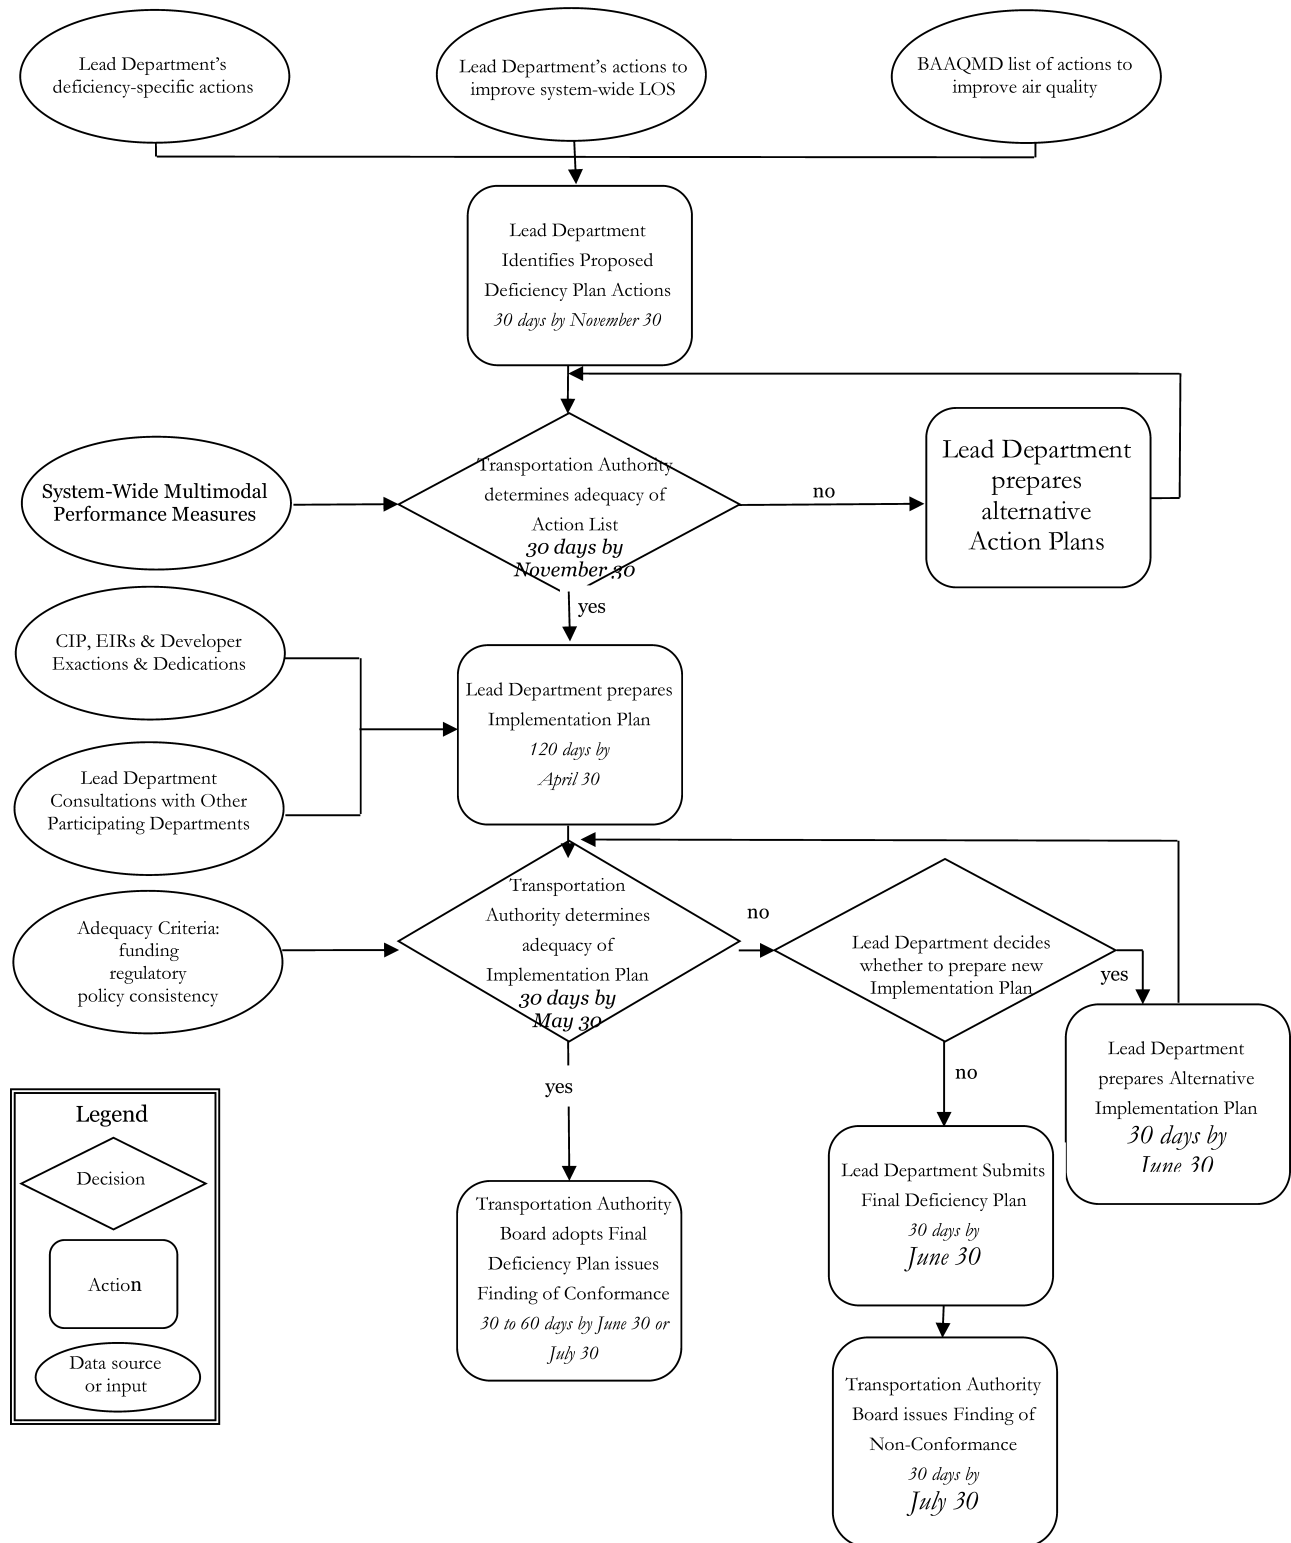 Lead Department’s
deficiency-specific actions
Lead Department’s actions to
improve system-wide LOS
BAAQMD list of actions to
improve air quality
Lead Department
Identifies Proposed
Deficiency Plan Actions
30 days by November 30
System-Wide Multimodal
Performance Measures
Transportation Authority
determines adequacy of
Action List
30 days by
November 30
no
Lead Department
prepares
alternative
Action Plans
yes
CIP, EIRs & Developer
Exactions & Dedications
Lead Department prepares
Implementation Plan
120 days by
April 30
Lead Department
Consultations with Other
Participating Departments
Adequacy Criteria:
funding
regulatory
policy consistency
Transportation
Authority determines
adequacy of
Implementation Plan
30 days by
May 30
no
Lead Department decides
whether to prepare new
Implementation Plan
yes
Lead Department
prepares Alternative
Implementation Plan
30 days by
June 30
yes
no
Legend
Decision
Action
Data source
or input
Transportation Authority
Board adopts Final
Deficiency Plan issues
Finding of Conformance
30 to 60 days by June 30 or
July 30
Lead Department Submits
Final Deficiency Plan
30 days by
June 30
Transportation Authority
Board issues Finding of
Non-Conformance
30 days by
July 30